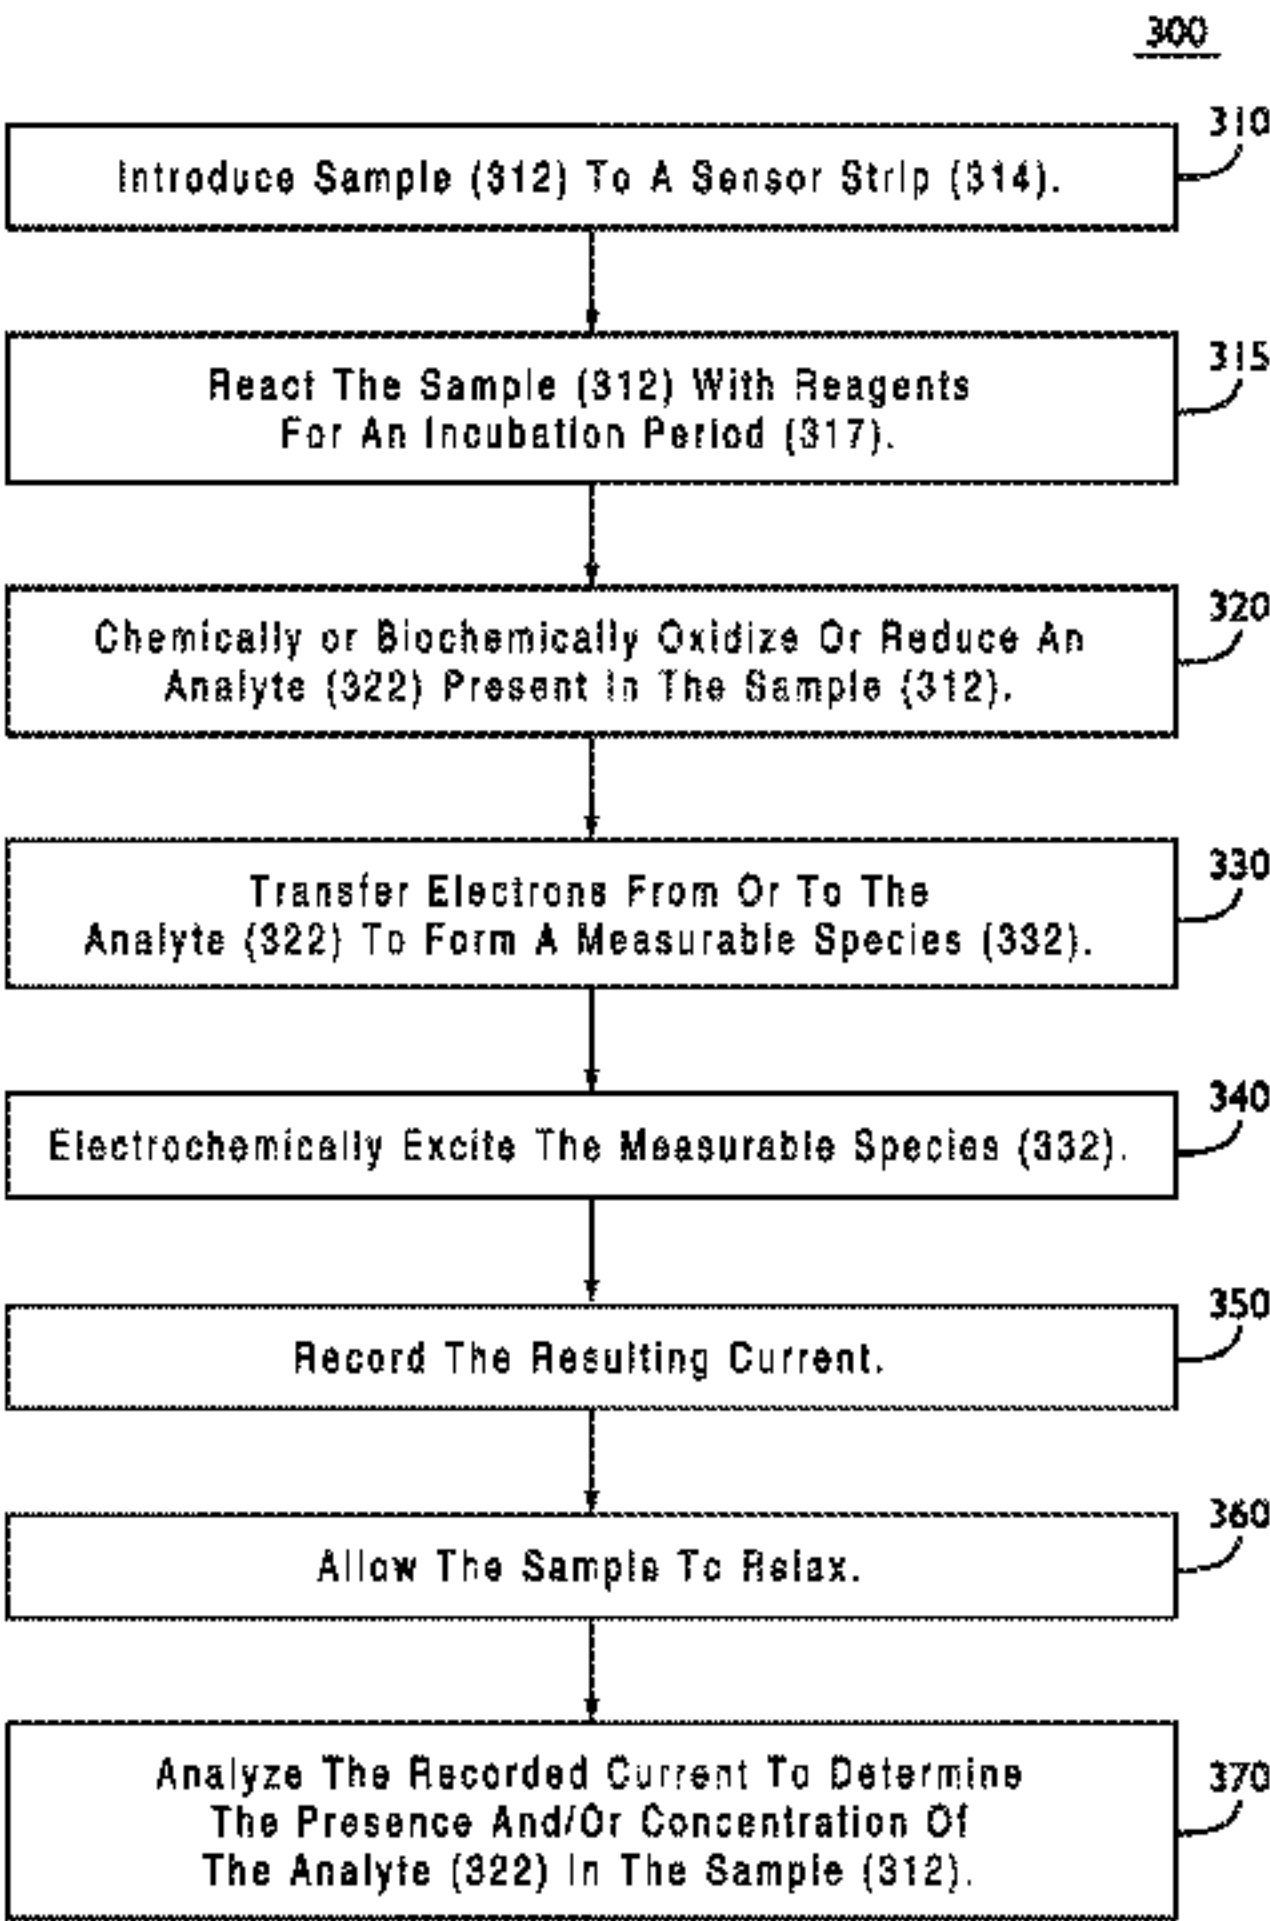 300
310
Introduce Sample (312) To A Sensor Strip (314).
315
React The Sample (312) With Reagents
For An Incubation Period (317).
320
Chemically or Biochemically Oxidize Or Reduce An
Analyte (322) Present In The Sample (312).
330
Transfer Electrons From Or To The
Analyte (322) To Form A Measurable Species (332).
340
Electrochemically Excite The Measurable Species (332).
350
Record The Resulting Current.
360
Allow The Sample To Relax.
370
Analyze The Recorded Current To Determine
The Presence And/Or Concentration Of
The Analyte (322) In The Sample (312).